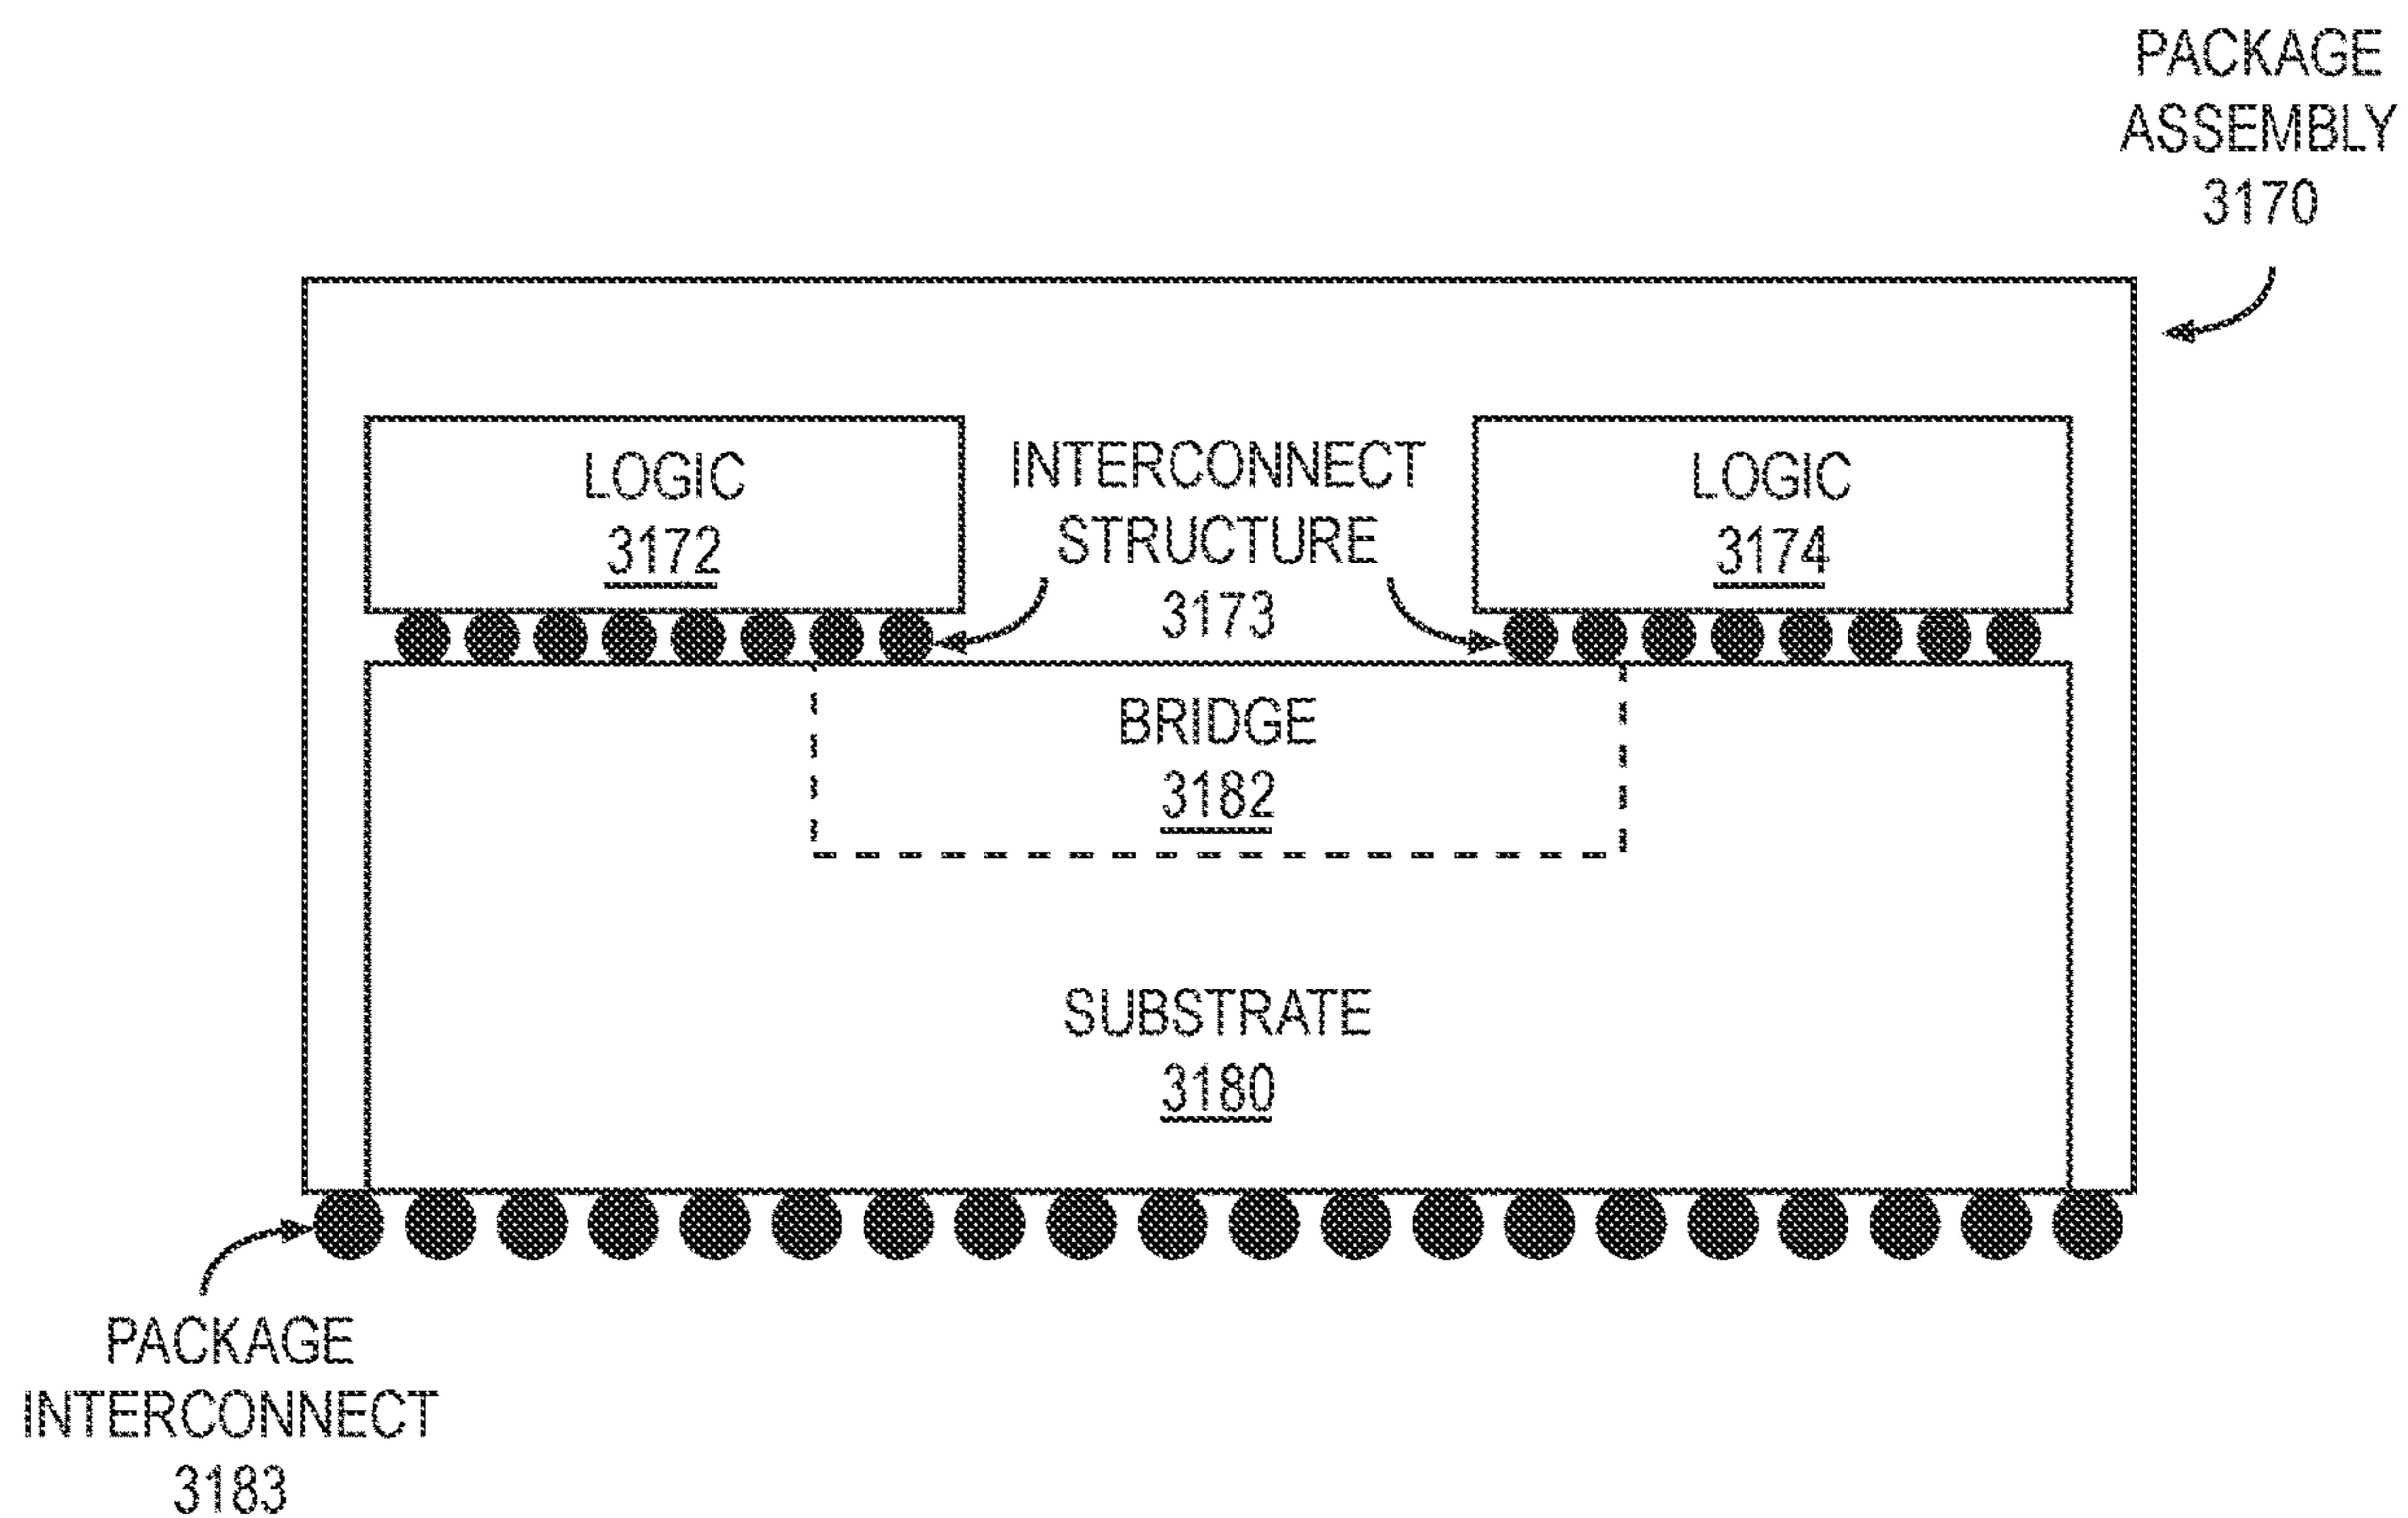 PACKAGE
ASSEMBLY
3170
LOGIC
3172
INTERCONNECT
STRUCTURE
3173
LOGIC
3174
BRIDGE
3182
SUBSTRATE
3180
PACKAGE
INTERCONNECT
3183